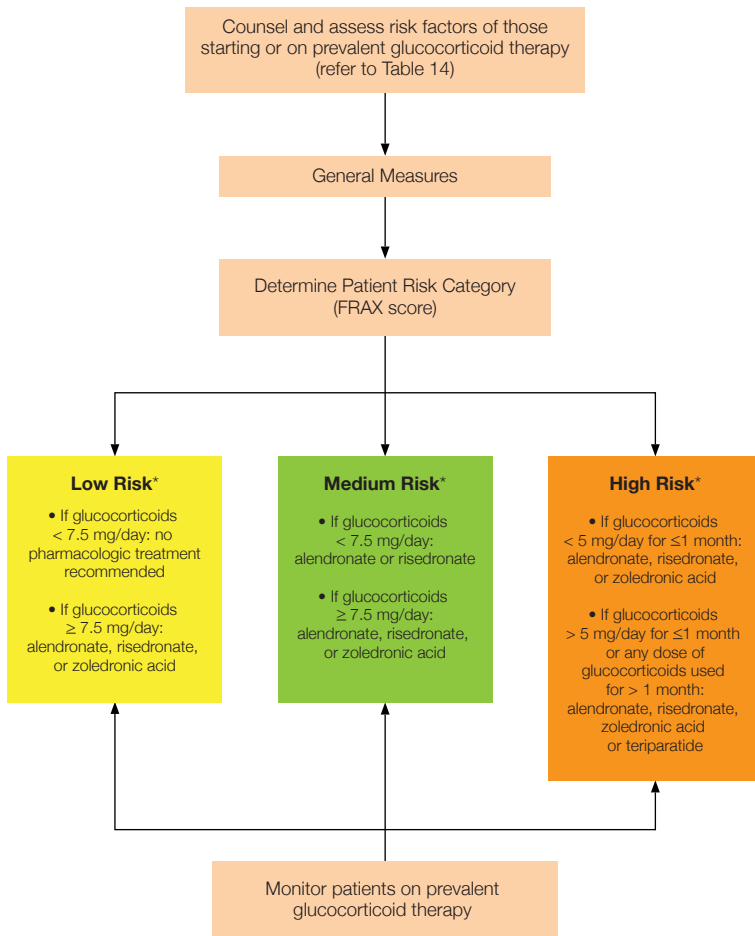 Counsel and assess risk factors of those
starting or on prevalent glucocorticoid therapy
(refer to Table 14)
General Measures
Determine Patient Risk Category
(FRAX score)
Low Risk*
• If glucocorticoids
< 7.5 mg/day: no
pharmacologic treatment
recommended
• If glucocorticoids
≥ 7.5 mg/day:
alendronate, risedronate,
or zoledronic acid
Medium Risk*
• If glucocorticoids
< 7.5 mg/day:
alendronate or risedronate
• If glucocorticoids
≥ 7.5 mg/day:
alendronate, risedronate,
or zoledronic acid
High Risk*
• If glucocorticoids
< 5 mg/day for ≤1 month:
alendronate, risedronate,
or zoledronic acid
• If glucocorticoids
> 5 mg/day for ≤1 month
or any dose of
glucocorticoids used
for > 1 month:
alendronate, risedronate,
zoledronic acid
or teriparatide
Monitor patients on prevalent
glucocorticoid therapy